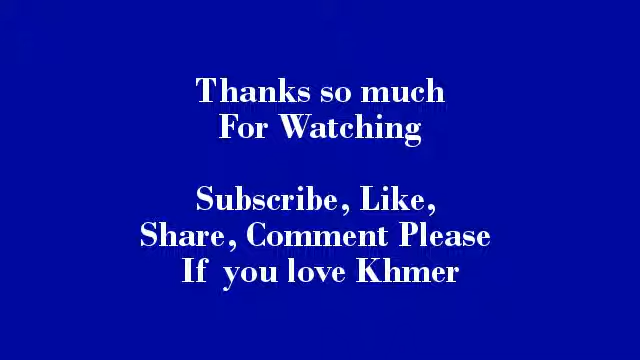 Thanks so much
For Watching
Subscribe, Like,
Share, Comment Please
If you love Khmer